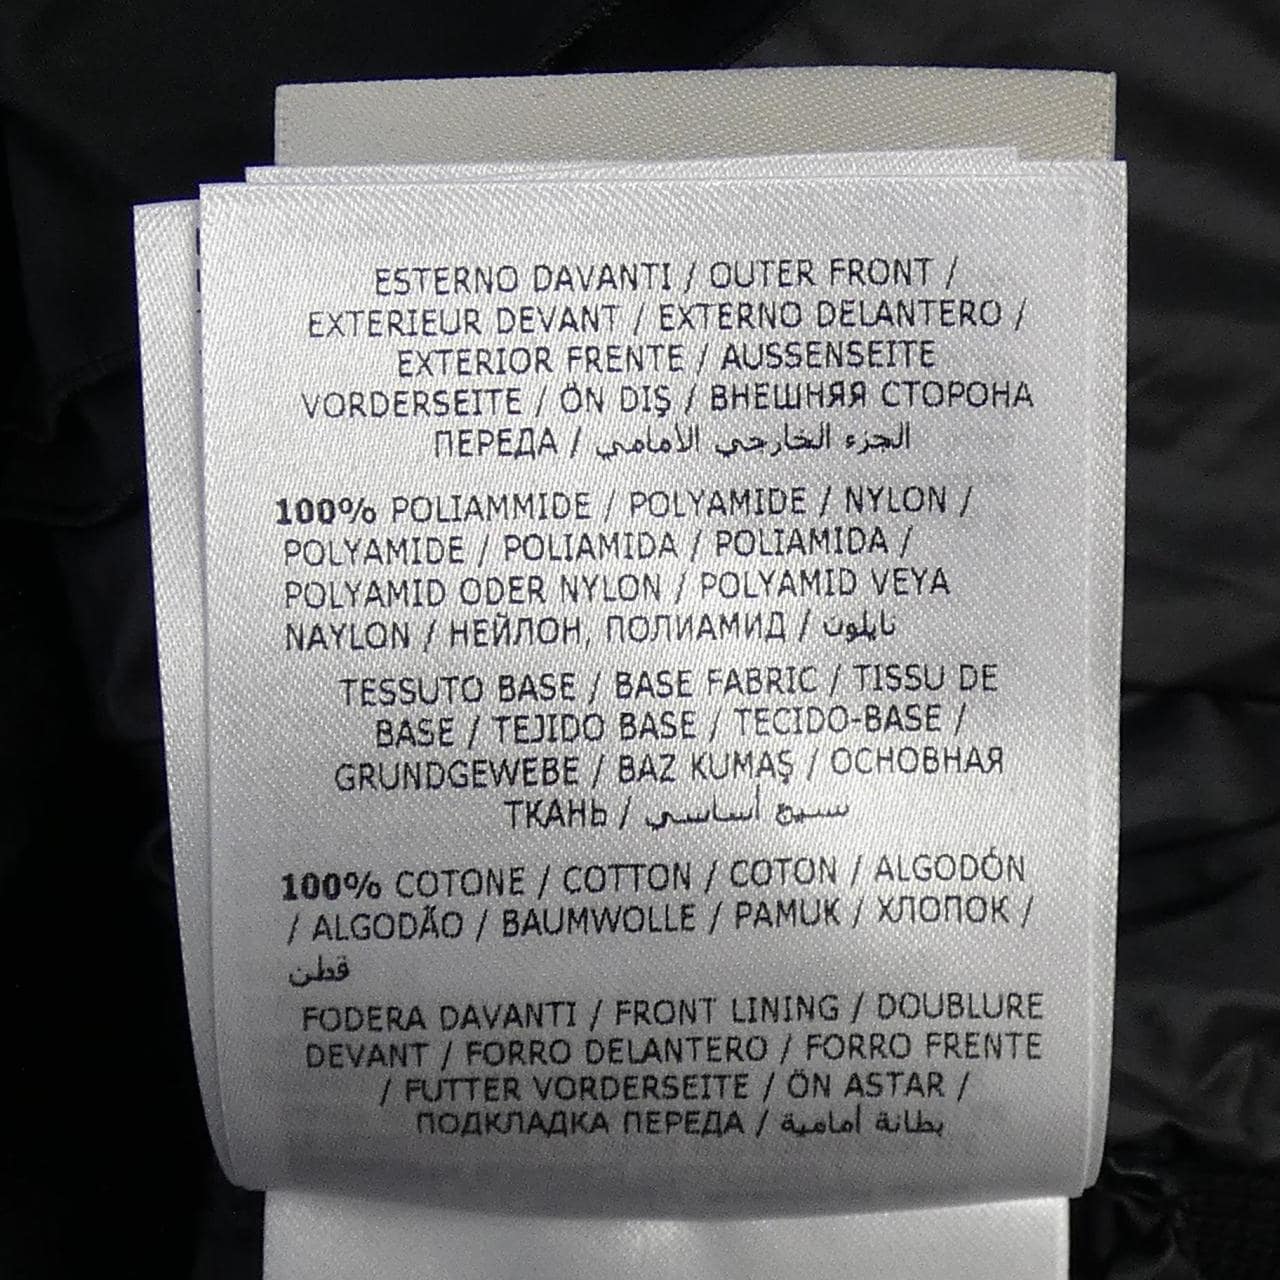 ESTERNO DAVANTI / OUTER FRONT /
EXTERIEUR DEVANT / EXTERNO DELANTERO /
EXTERIOR FRENTE / AUSSENSEITE
VORDERSEITE / ÖN DIŞ / ВНЕШНЯЯ СТОРОНА
ПЕРЕДА / الجزء الخارجي الأمامي
100% POLIAMMIDE / POLYAMIDE / NYLON /
POLYAMIDE / POLIAMIDA / POLIAMIDA /
POLYAMID ODER NYLON / POLYAMID VEYA
NAYLON / НЕЙЛОН, ПОЛИАМИД / نايلون
TESSUTO BASE / BASE FABRIC / TISSU DE
BASE / TEJIDO BASE / TECIDO-BASE /
GRUNDGEWEBE / BAZ KUMAŞ / ОСНОВНАЯ
ТКАНЬ / نسيج أساسي
100% COTONE / COTTON / COTON / ALGODÓN
/ ALGODÃO / BAUMWOLLE / PAMUK / ХЛОПОК /
قطن
FODERA DAVANTI / FRONT LINING / DOUBLURE
DEVANT / FORRO DELANTERO / FORRO FRENTE
/ FUTTER VORDERSEITE / ÖN ASTAR /
ПОДКЛАДКА ПЕРЕДА / بطانة أمامية